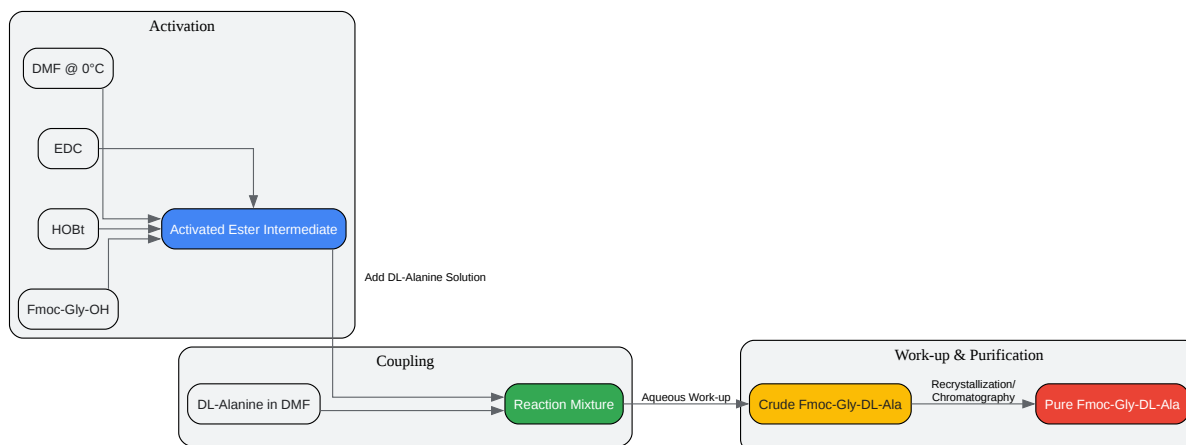 Activation
DMF @ 0°C
EDC
HOBt
Activated Ester Intermediate
Fmoc-Gly-OH
Add DL-Alanine Solution
Coupling
DL-Alanine in DMF
Reaction Mixture
Aqueous Work-up
Work-up & Purification
Crude Fmoc-Gly-DL-Ala
Recrystallization/
Chromatography
Pure Fmoc-Gly-DL-Ala